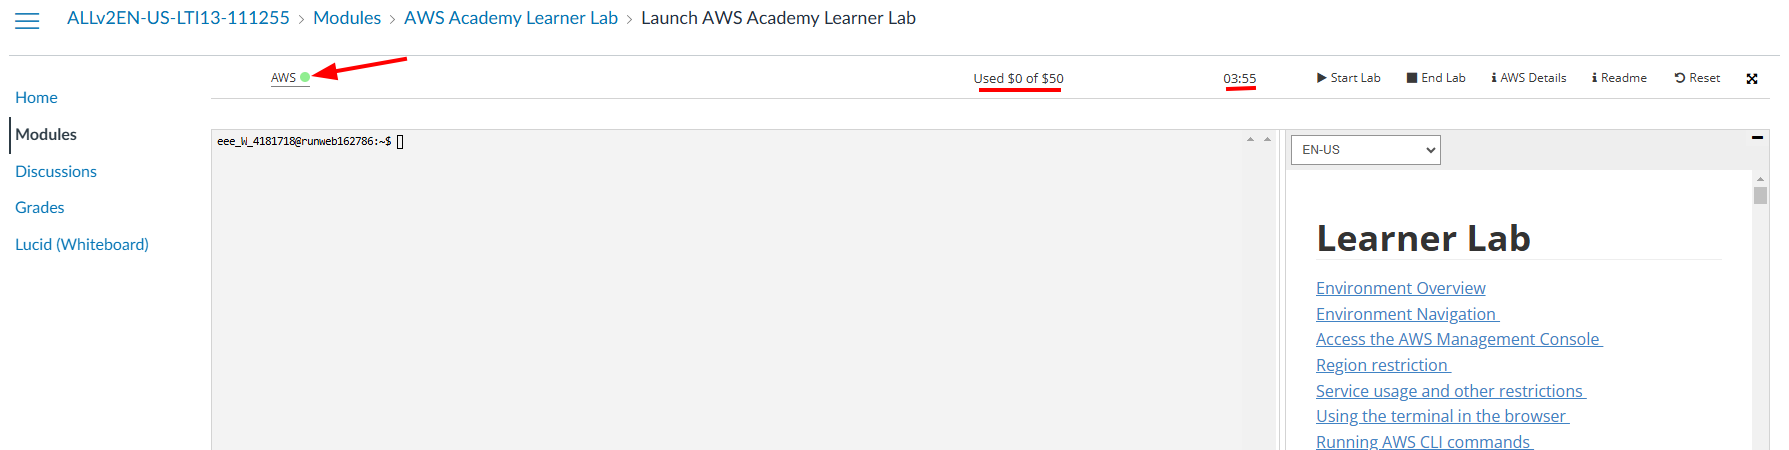 ALLv2EN-US-LTI13-111255 > Modules > AWS Academy Learner Lab > Launch AWS Academy Learner Lab
AWS
Used $0 of $50
03:55
Start Lab
End Lab
AWS Details
Readme
Reset
Home
Modules
Discussions
Grades
Lucid (Whiteboard)
eee_W_4181718@runweb162786:~$
EN-US
Learner Lab
Environment Overview
Environment Navigation
Access the AWS Management Console
Region restriction
Service usage and other restrictions
Using the terminal in the browser
Running AWS CLI commands